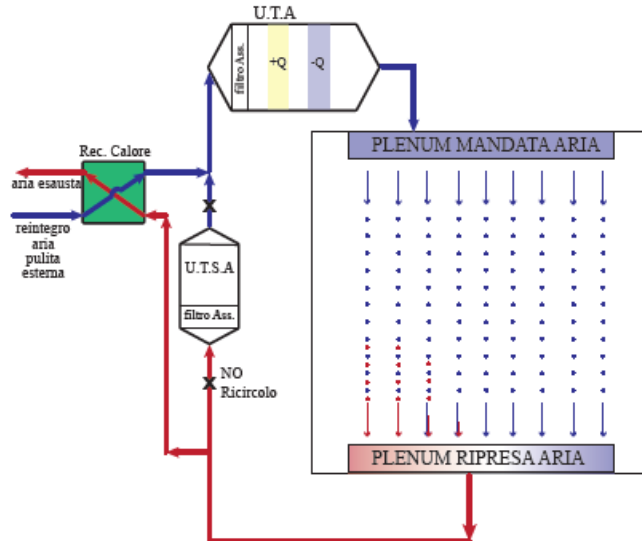 U.T.A
filtro Ass.
+Q
-Q
PLENUM MANDATA ARIA
Rec. Calore
aria esausta
reintegro
aria
pulita
esterna
U.T.S.A
filtro Ass.
NO
Ricircolo
PLENUM RIPRESA ARIA